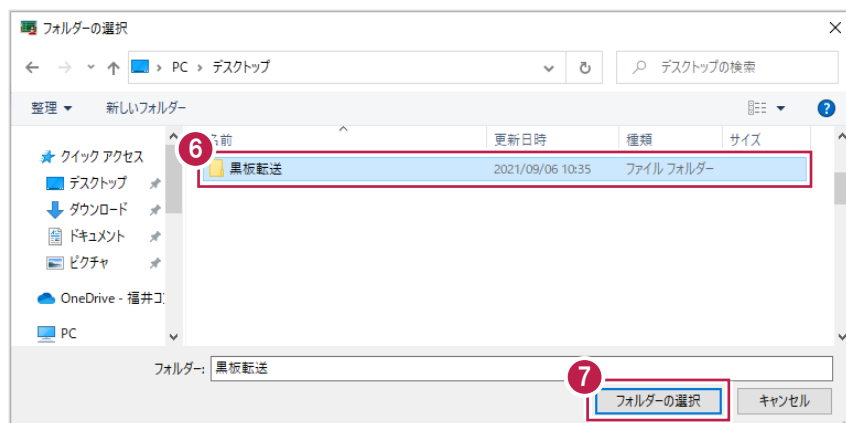 フォルダーの選択
PC › デスクトップ
デスクトップの検索
整理 新しいフォルダー
6
名前 更新日時 種類 サイズ
クイック アクセス
黒板転送 2021/09/06 10:35 ファイル フォルダー
デスクトップ
ダウンロード
ドキュメント
ピクチャ
OneDrive - 福井コ
PC
フォルダー: 黒板転送
7
フォルダーの選択 キャンセル